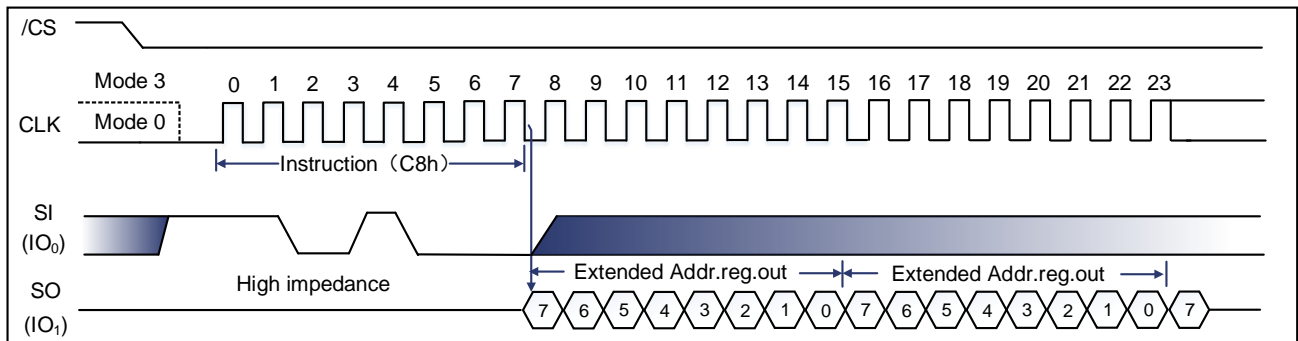 /CS
Mode 3
0 1 2 3 4 5 6 7 8 9 10 11 12 13 14 15 16 17 18 19 20 21 22 23
CLK
Mode 0
Instruction（C8h）
SI
(IO₀)
Extended Addr.reg.out Extended Addr.reg.out
High impedance
SO
(IO₁)
7 6 5 4 3 2 1 0 7 6 5 4 3 2 1 0 7